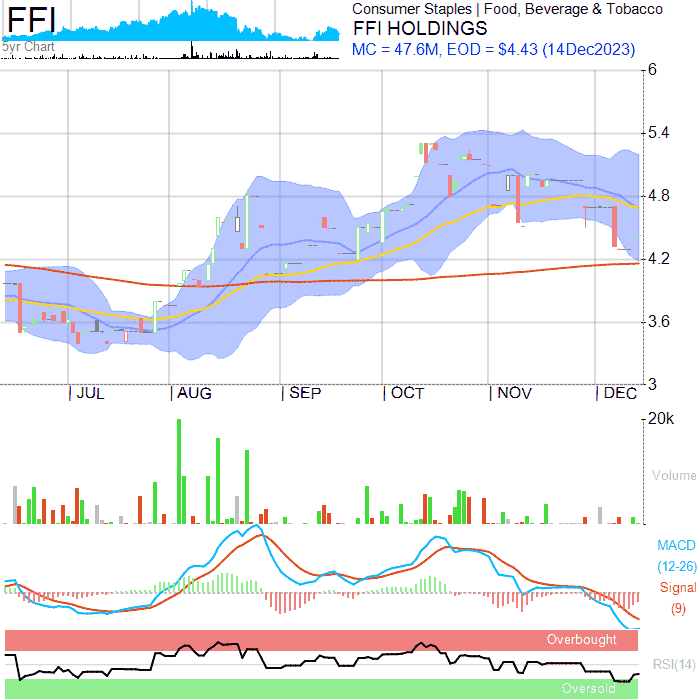 FFI
5yr Chart
Consumer Staples | Food, Beverage & Tobacco
FFI HOLDINGS
MC = 47.6M, EOD = $4.43 (14Dec2023)
6
5.4
4.8
4.2
3.6
3
JUL AUG SEP OCT NOV DEC
20k
Volume
MACD
(12-26)
Signal
(9)
Overbought
RSI(14)
Oversold